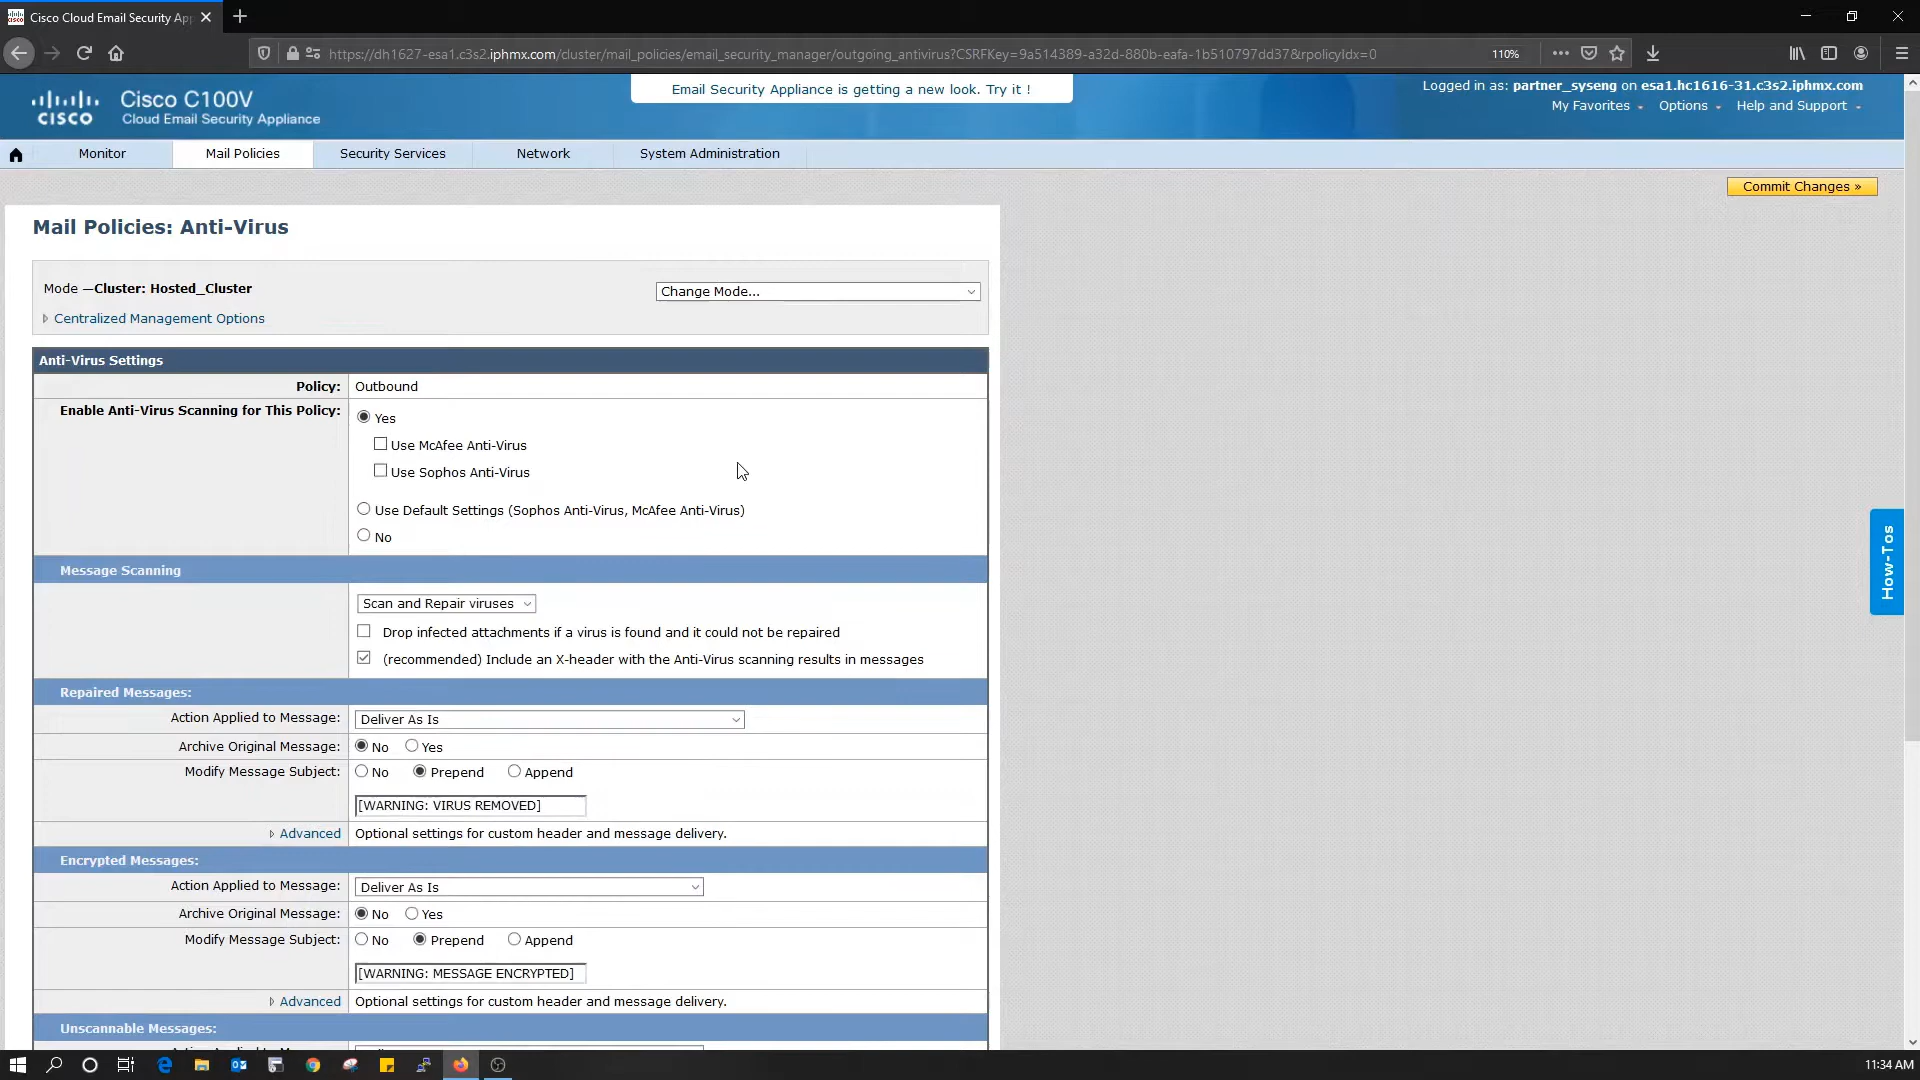 Cisco Cloud Email Security App
https://dh1627-esa1.c3s2.iphmx.com/cluster/mail_policies/email_security_manager/outgoing_antivirus?CSRFKey=9a514389-a32d-880b-eafa-1b510797dd37&rpolicyIdx=0
110%
CISCO
Cisco C100V
Cloud Email Security Appliance
Email Security Appliance is getting a new look. Try it !
Logged in as: partner_syseng on esa1.hc1616-31.c3s2.iphmx.com
My Favorites Options Help and Support
Monitor Mail Policies Security Services Network System Administration
Commit Changes »
Mail Policies: Anti-Virus
Mode —Cluster: Hosted_Cluster
Change Mode...
Centralized Management Options
Anti-Virus Settings
Policy: Outbound
Enable Anti-Virus Scanning for This Policy: Yes
Use McAfee Anti-Virus
Use Sophos Anti-Virus
Use Default Settings (Sophos Anti-Virus, McAfee Anti-Virus)
No
How-Tos
Message Scanning
Scan and Repair viruses
Drop infected attachments if a virus is found and it could not be repaired
(recommended) Include an X-header with the Anti-Virus scanning results in messages
Repaired Messages:
Action Applied to Message: Deliver As Is
Archive Original Message: No Yes
Modify Message Subject: No Prepend Append
[WARNING: VIRUS REMOVED]
Advanced Optional settings for custom header and message delivery.
Encrypted Messages:
Action Applied to Message: Deliver As Is
Archive Original Message: No Yes
Modify Message Subject: No Prepend Append
[WARNING: MESSAGE ENCRYPTED]
Advanced Optional settings for custom header and message delivery.
Unscannable Messages:
11:34 AM